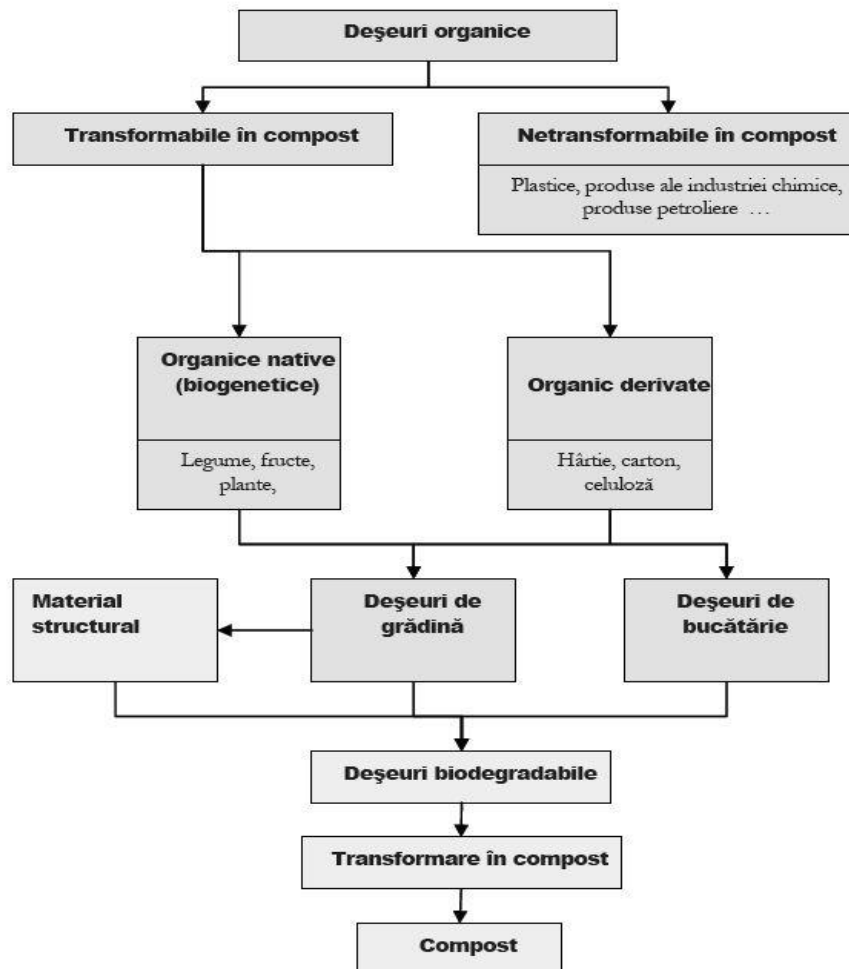 Deşeuri organice
Transformabile în compost
Netransformabile în compost
Plastice, produse ale industriei chimice,
produse petroliere …
Organice native
(biogenetice)
Legume, fructe,
plante,
Organic derivate
Hârtie, carton,
celuloză
Material
structural
Deşeuri de
grădină
Deşeuri de
bucătărie
Deşeuri biodegradabile
Transformare în compost
Compost